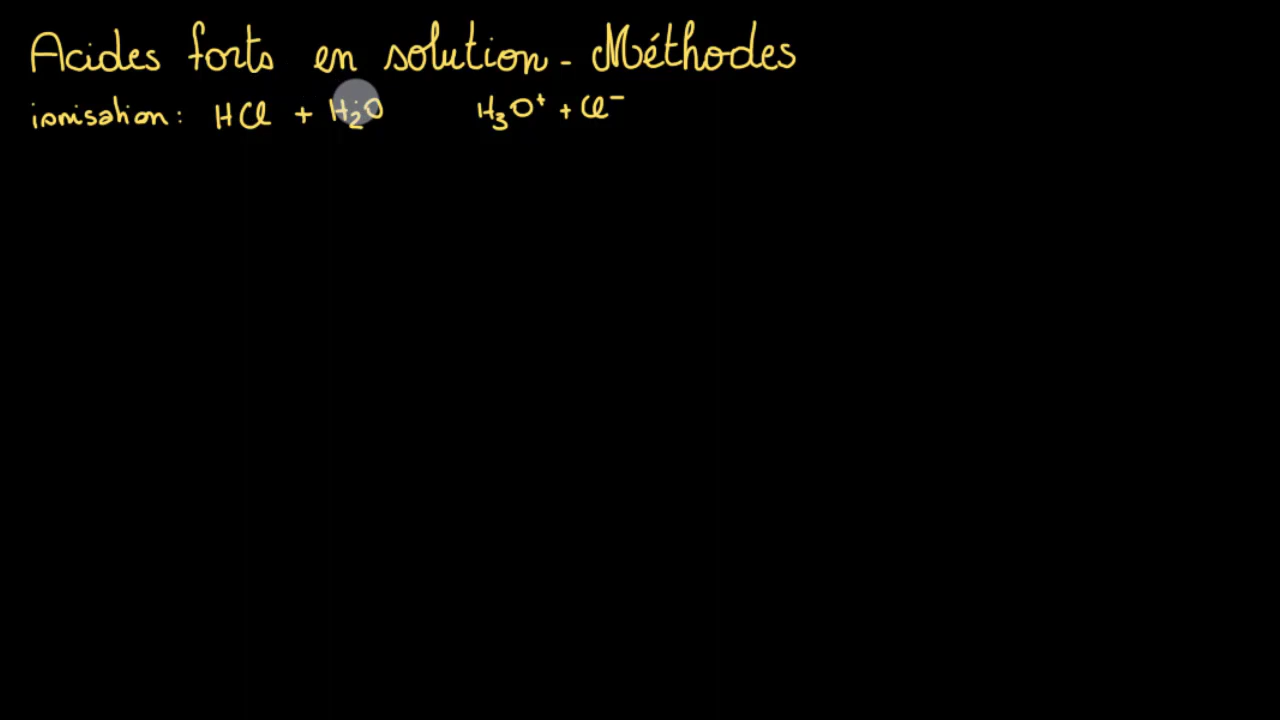 Acides forts en solution - Méthodes
ionisation: HCl + H₂O H₃O⁺ + Cl⁻